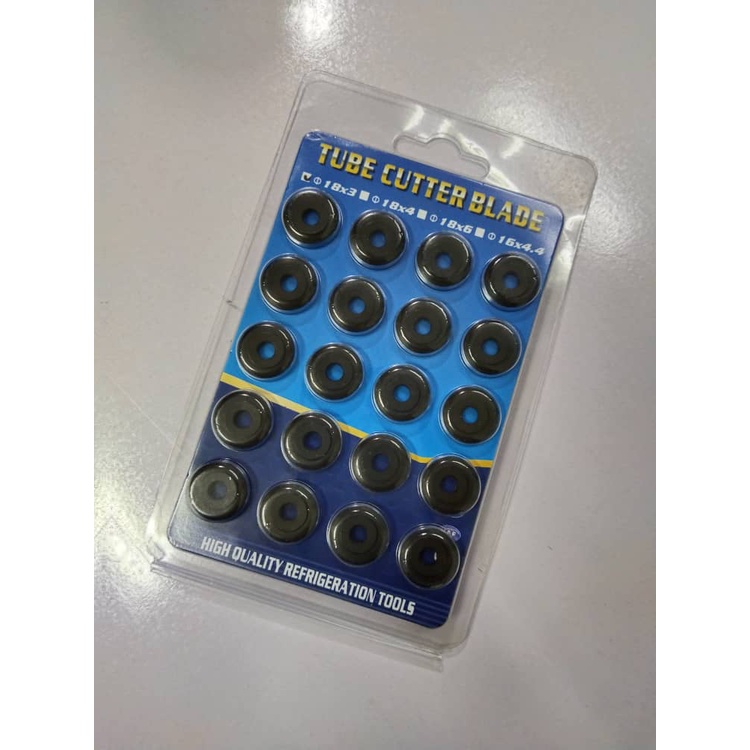 TUBE CUTTER BLADE
☑ Φ 18x3 ☐ Φ 18x4 ☐ Φ 18x6 ☐ Φ 16x4.4
HIGH QUALITY REFRIGERATION TOOLS